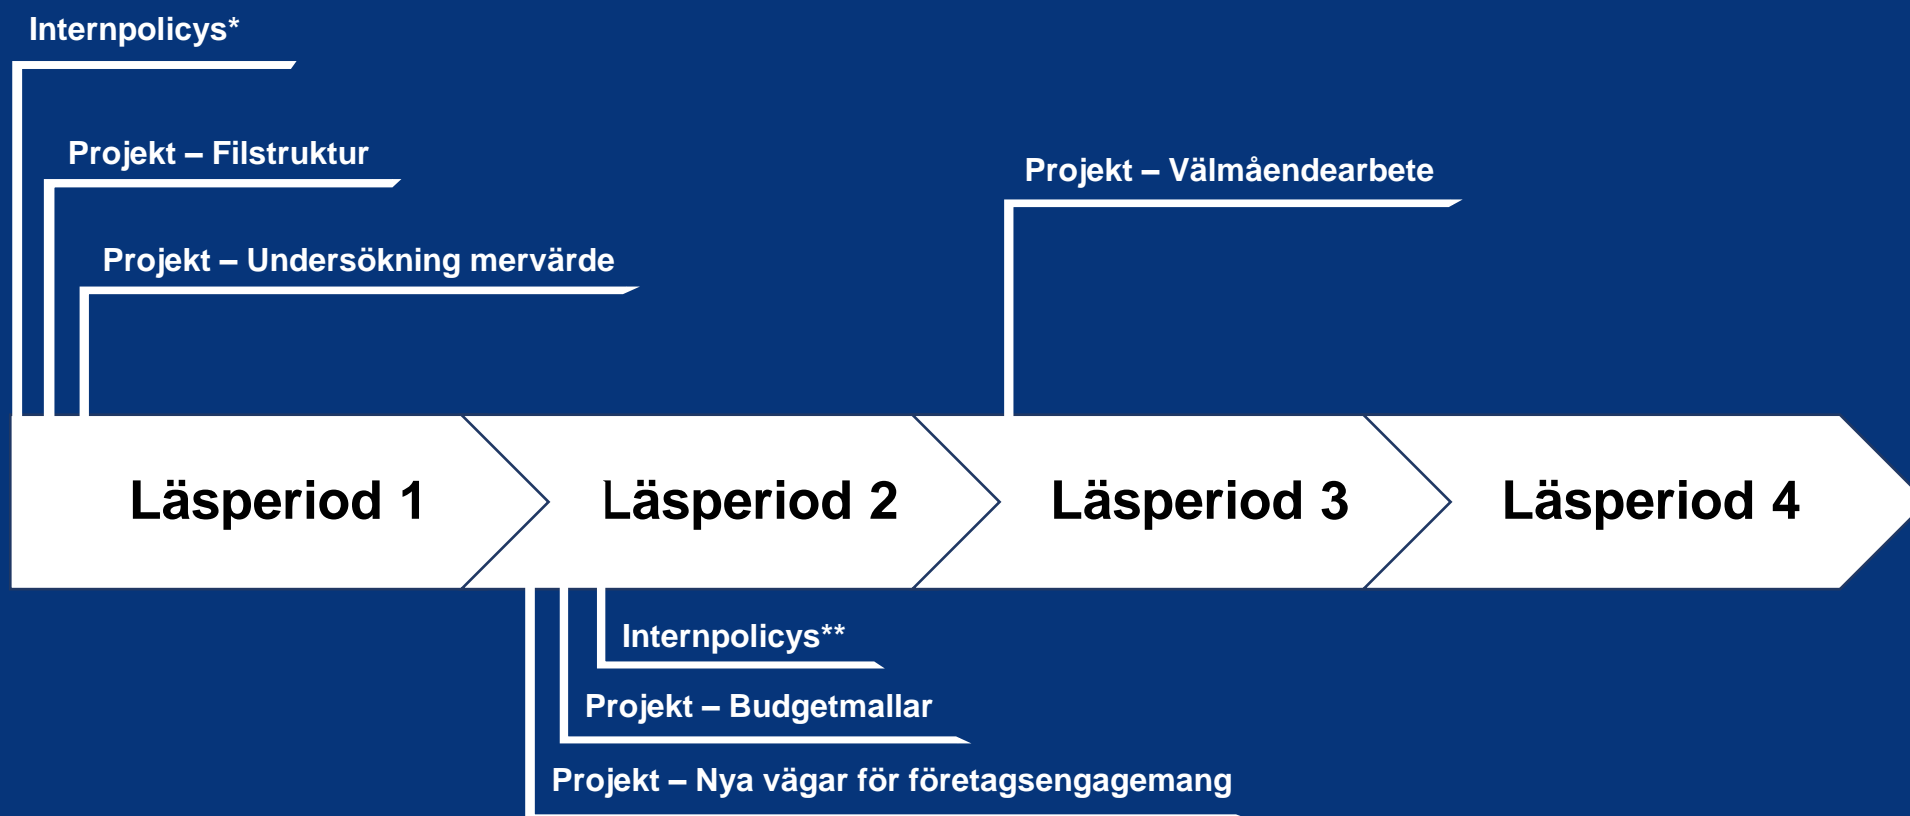 Internpolicys*
Projekt – Filstruktur
Projekt – Välmåendearbete
Projekt – Undersökning mervärde
Läsperiod 1
Läsperiod 2
Läsperiod 3
Läsperiod 4
Internpolicys**
Projekt – Budgetmallar
Projekt – Nya vägar för företagsengagemang